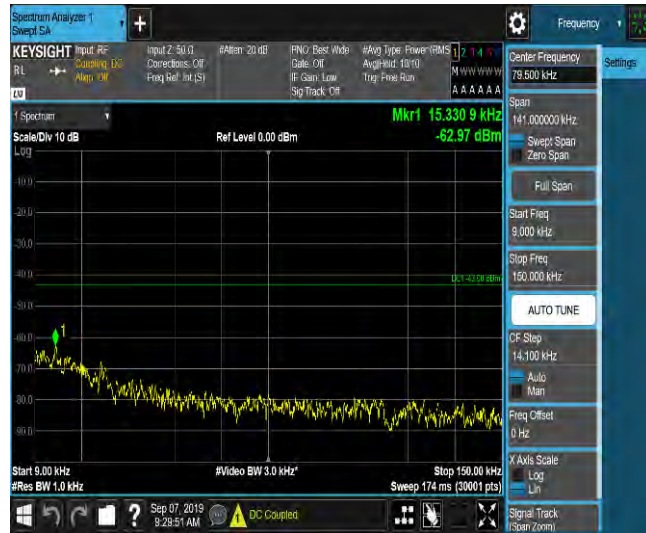 Spectrum Analyzer 1
Swept SA
Frequency
KEYSIGHT Input: RF
RL
Coupling: DC
Align: Off
Input Z: 50 Ω
Corrections: Off
Freq Ref: Int (S)
#Atten: 20 dB
PNO: Best Wide
Gate: Off
IF Gain: Low
Sig Track: Off
#Avg Type: Power (RMS
Avg|Hold: 10/10
Trig: Free Run
M W W W W W
A A A A A A
1 Spectrum
Scale/Div 10 dB
Log
Ref Level 0.00 dBm
Mkr1 15.330 9 kHz
-62.97 dBm
-10.0
-20.0
-30.0
-40.0
DL1 -43.00 dBm
-50.0
-60.0
1
-70.0
-80.0
-90.0
Start 9.00 kHz
#Res BW 1.0 kHz
#Video BW 3.0 kHz*
Stop 150.00 kHz
Sweep 174 ms (30001 pts)
Center Frequency
79.500 kHz
Settings
Span
141.000000 kHz
Swept Span
Zero Span
Full Span
Start Freq
9.000 kHz
Stop Freq
150.000 kHz
AUTO TUNE
CF Step
14.100 kHz
Auto
Man
Freq Offset
0 Hz
X Axis Scale
Log
Lin
Signal Track
(Span Zoom)
?
Sep 07, 2019
9:29:51 AM
DC Coupled